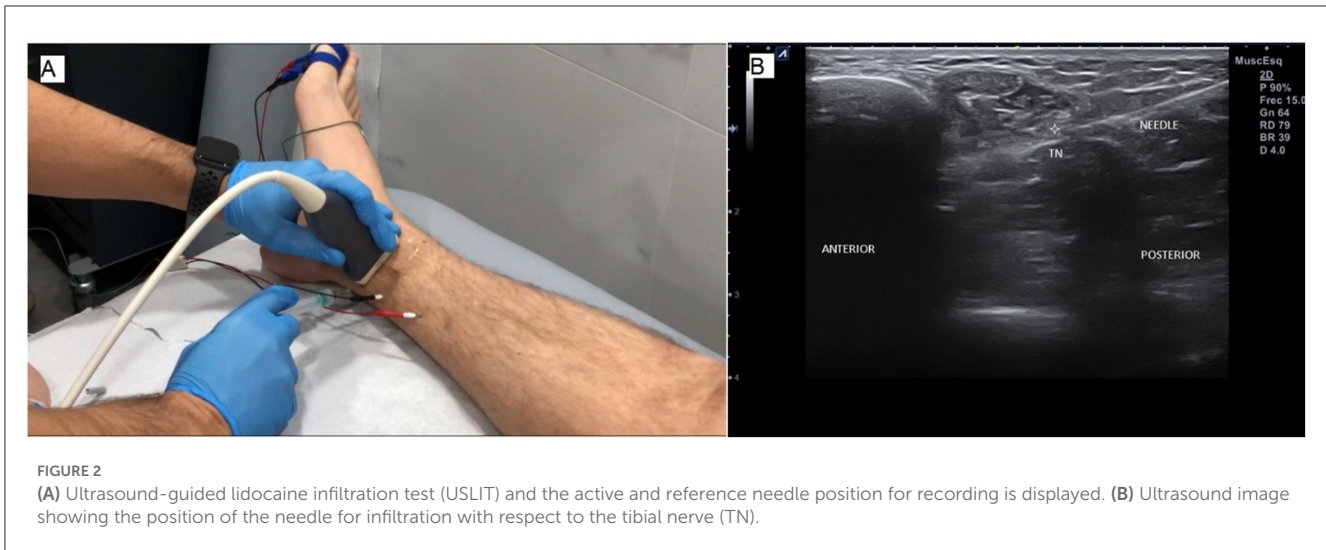 A
B
A
MuscEsq
2D
P 90%
Frec 15.0
Gn 64
RD 79
BR 39
D 4.0
NEEDLE
TN
2
ANTERIOR
POSTERIOR
3
4
FIGURE 2
(A) Ultrasound-guided lidocaine infiltration test (USLIT) and the active and reference needle position for recording is displayed. (B) Ultrasound image
showing the position of the needle for infiltration with respect to the tibial nerve (TN).